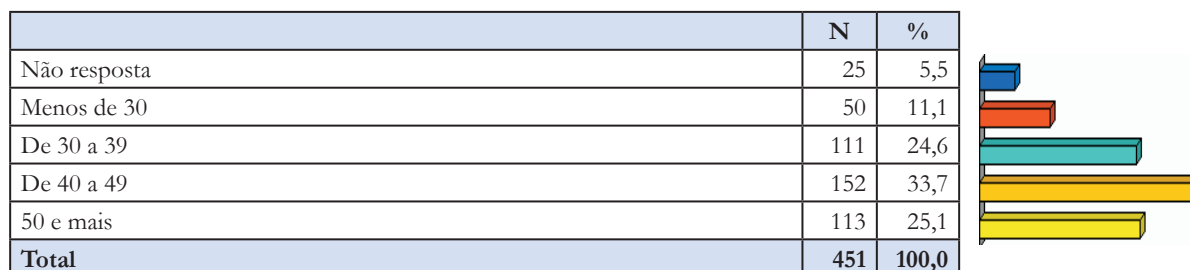 N %
Não resposta 25 5,5
Menos de 30 50 11,1
De 30 a 39 111 24,6
De 40 a 49 152 33,7
50 e mais 113 25,1
Total 451 100,0